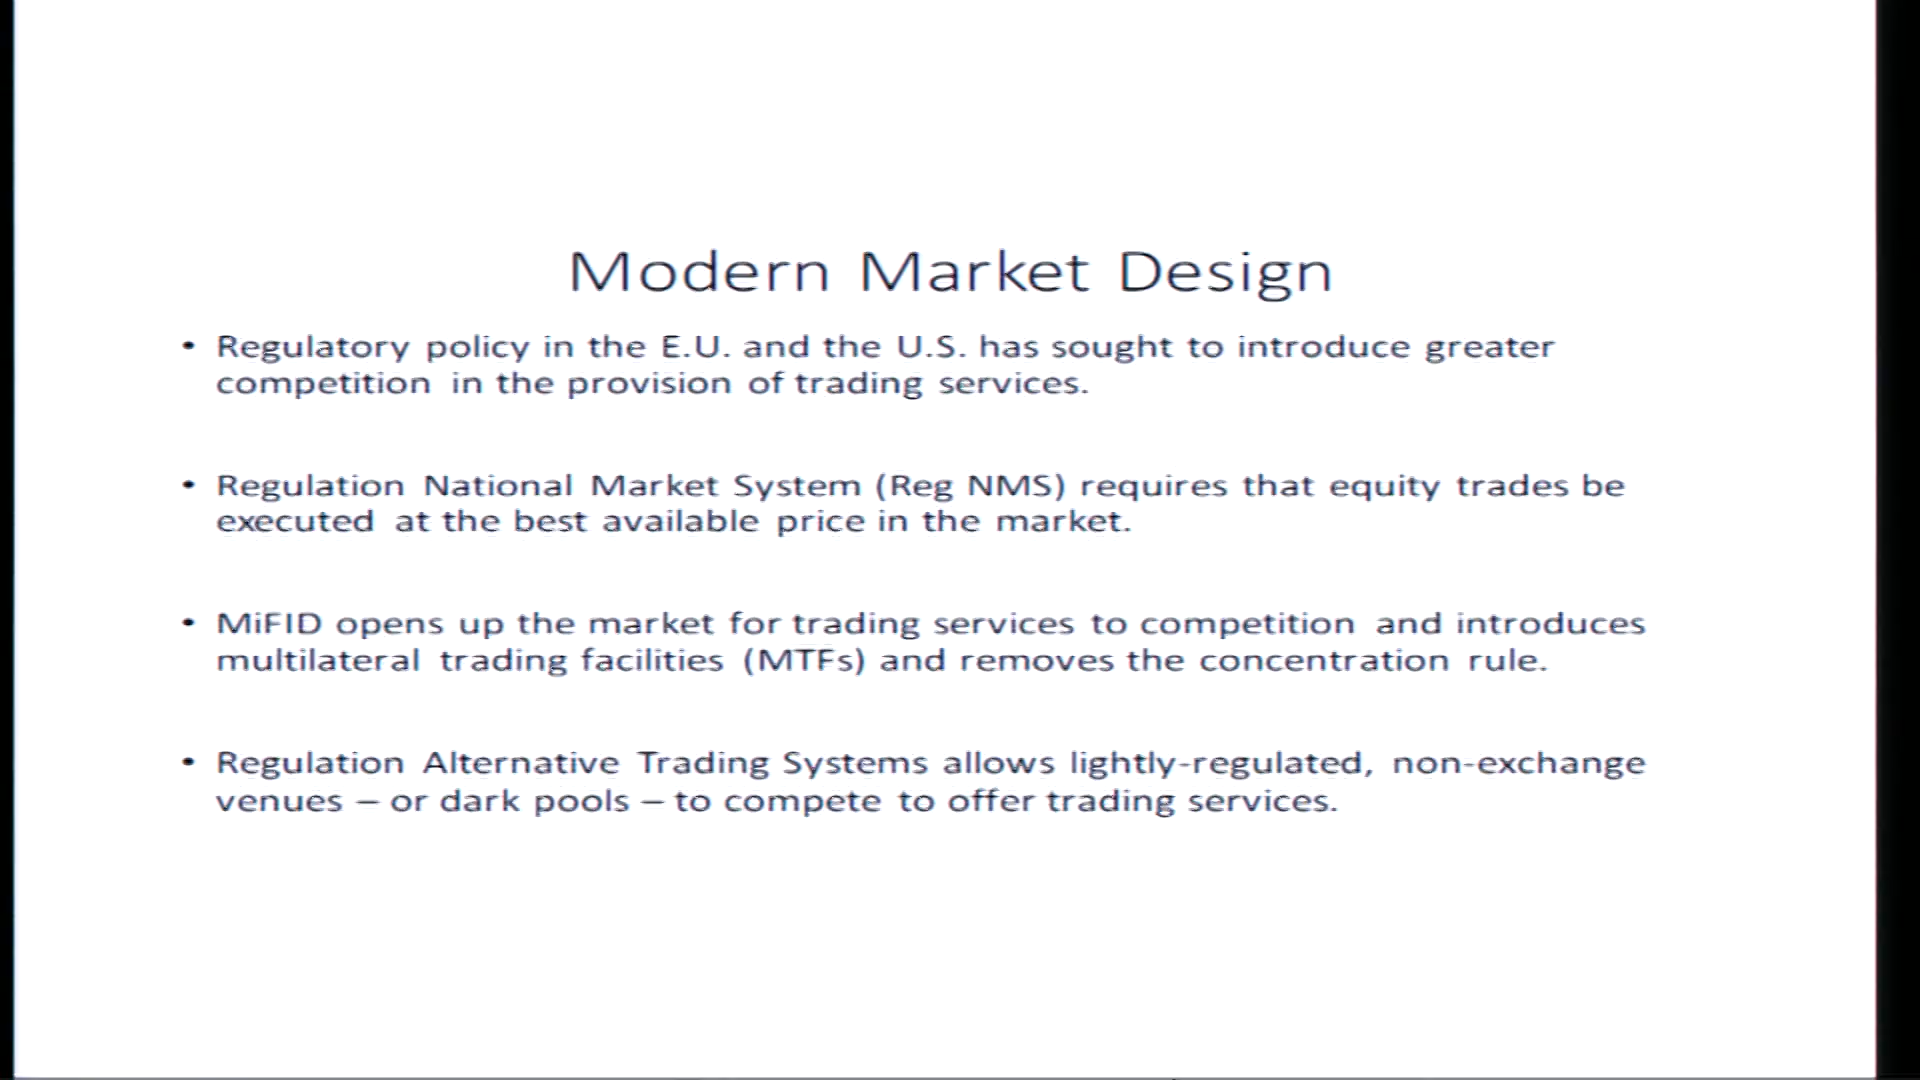 Modern Market Design
• Regulatory policy in the E.U. and the U.S. has sought to introduce greater
competition in the provision of trading services.
• Regulation National Market System (Reg NMS) requires that equity trades be
executed at the best available price in the market.
• MiFID opens up the market for trading services to competition and introduces
multilateral trading facilities (MTFs) and removes the concentration rule.
• Regulation Alternative Trading Systems allows lightly-regulated, non-exchange
venues – or dark pools – to compete to offer trading services.